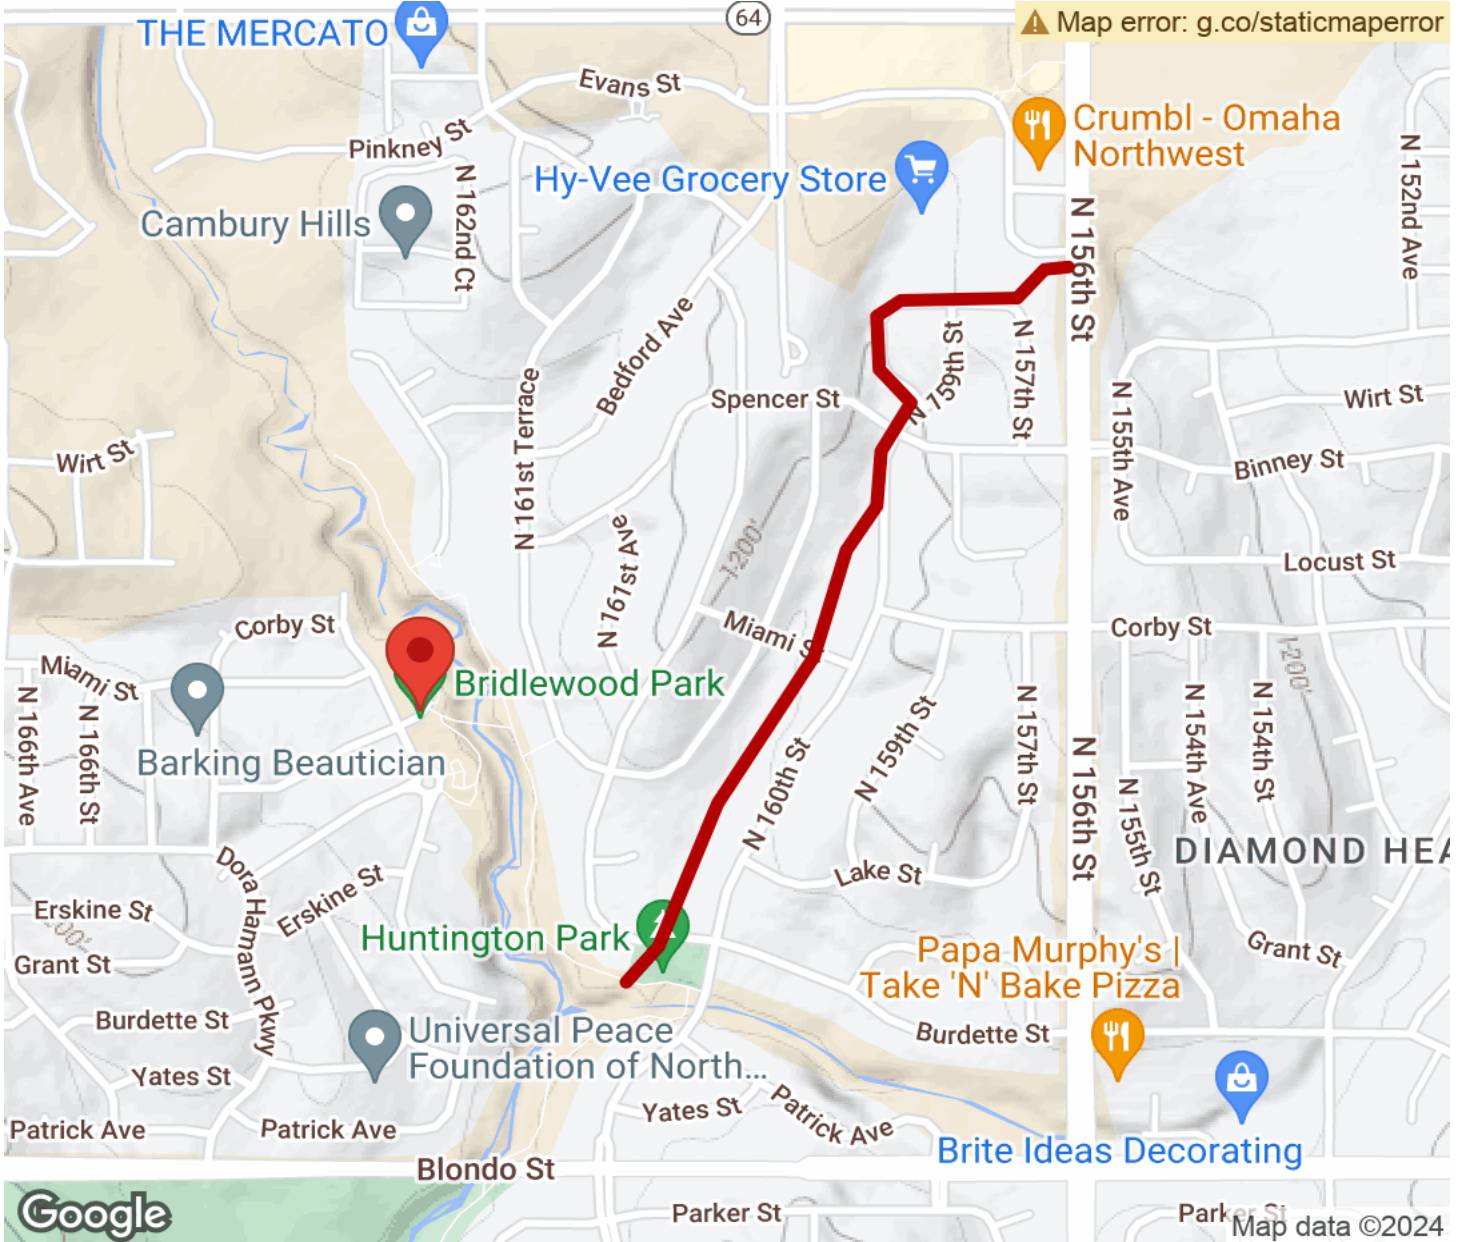 64
Map error: g.co/staticmaperror
THE MERCATO
Evans St
Crumbl - Omaha
Northwest
Pinkney St
N 162nd Ct
N 152nd Ave
Hy-Vee Grocery Store
Cambury Hills
N 156th St
Bedford Ave
N 159th St
N 157th St
N 161st Terrace
Spencer St
N 155th Ave
Wirt St
Wirt St
Binney St
1200'
N 161st Ave
Locust St
Corby St
Miami St
Corby St
1200'
Miami St
Bridlewood Park
N 166th Ave
N 166th St
N 159th St
N 157th St
N 154th Ave
N 154th St
Barking Beautician
N 160th St
N 156th St
N 155th St
DIAMOND HEA
Dora Hamann Pkwy
Erskine St
Lake St
Erskine St
200'
Huntington Park
Grant St
Grant St
Papa Murphy's |
Take 'N' Bake Pizza
Burdette St
Universal Peace
Foundation of North...
Burdette St
Yates St
Yates St
Patrick Ave
Patrick Ave
Patrick Ave
Brite Ideas Decorating
Blondo St
Google
Parker St
Parker St
Map data ©2024